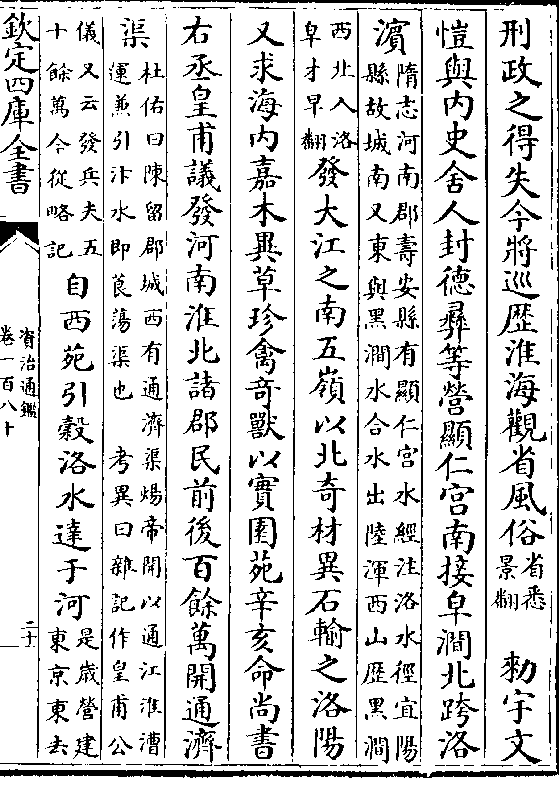 刑政之得失今將巡歴淮海觀省風俗省悉景翻 勑宇文
愷與内史舍人封德彞等營顯仁宫南接皁澗北跨洛
濵隋志河南郡壽安縣有顯仁宫水經注洛水徑宜陽縣故城南又東與黑澗水合水出陸渾西山歴黑澗
西北入洛皁才早翻發大江之南五嶺以北奇材異石輸之洛陽
又求海内嘉木異草珍禽竒獸以實園苑辛亥命尚書
右丞皇甫議發河南淮北諸郡民前後百餘萬開通濟
渠杜佑曰陳留郡城西有通濟渠煬帝開以通江淮漕運兼引汴水即莨蕩渠也 考異曰雜記作皇甫公
儀又云發兵夫五十餘萬今從略記自西苑引穀洛水達于河是歲營建東京東去
欽定四庫全書
資治通鑑
卷一百八十
二十